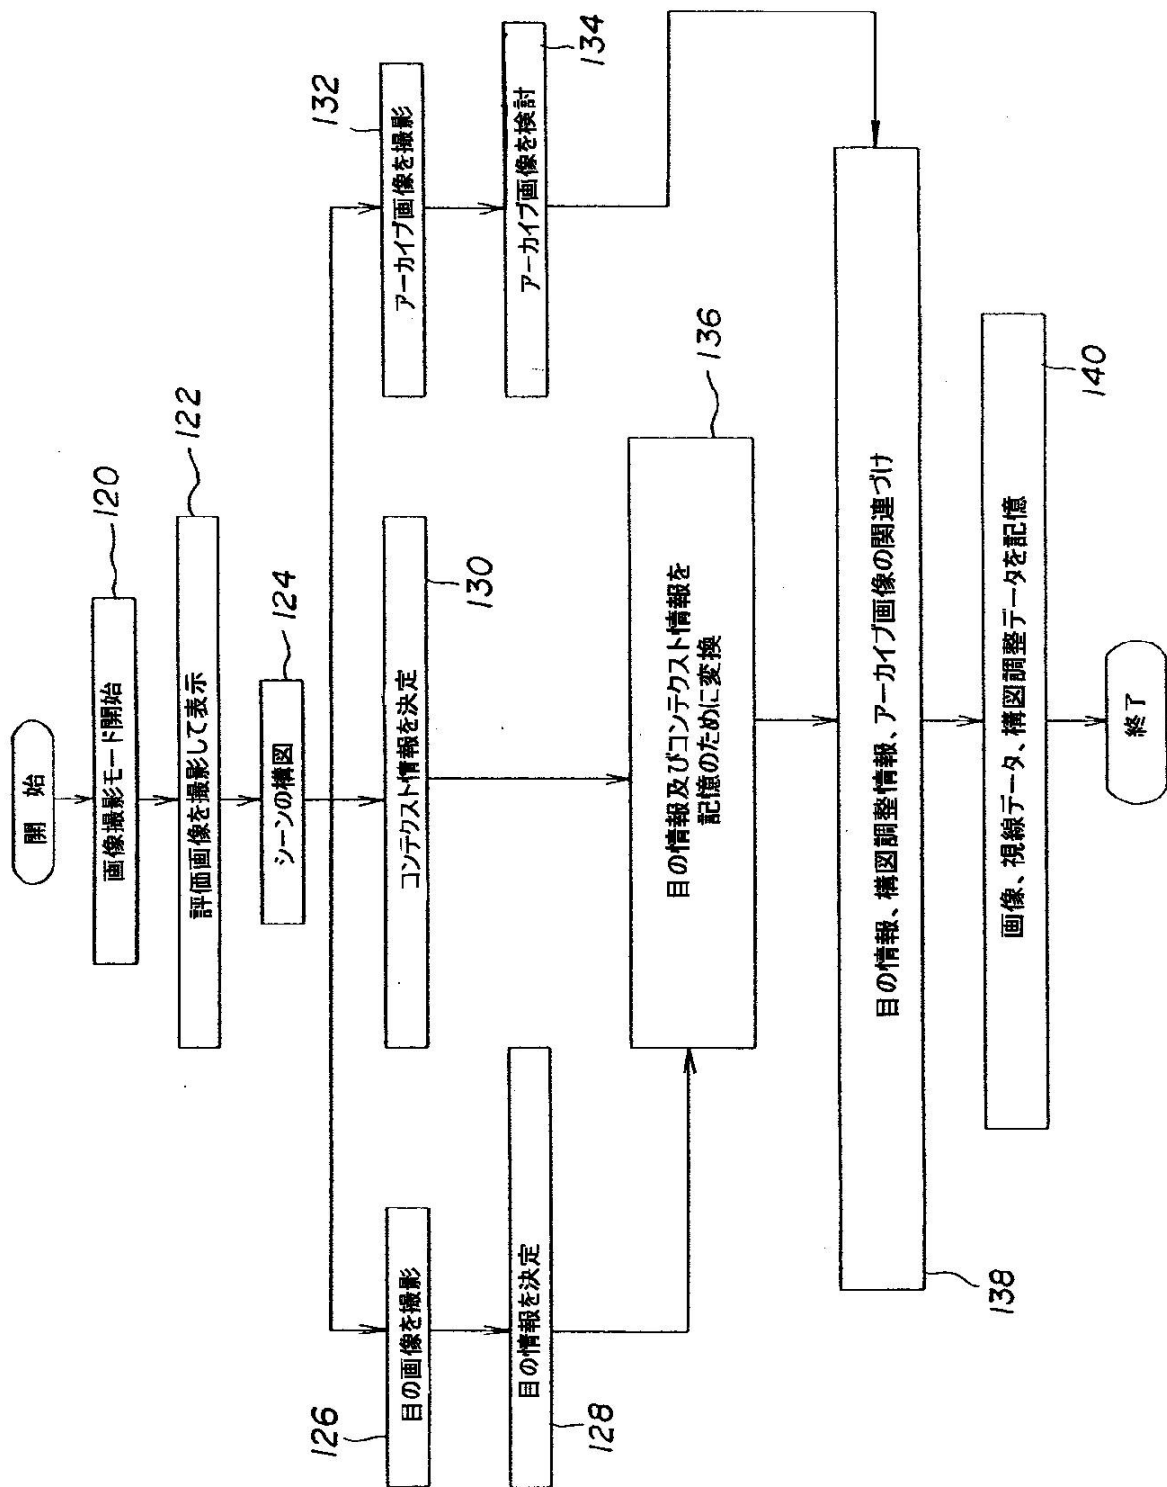 開 始
画像撮影モード開始
120
評価画像を撮影して表示
122
シーンの構図
124
126
目の画像を撮影
目の情報を決定
128
コンテクスト情報を決定
130
アーカイブ画像を撮影
132
アーカイブ画像を検討
134
目の情報及びコンテクスト情報を
記憶のために変換
136
目の情報、構図調整情報、アーカイブ画像の関連づけ
138
画像、視線データ、構図調整データを記憶
140
終了